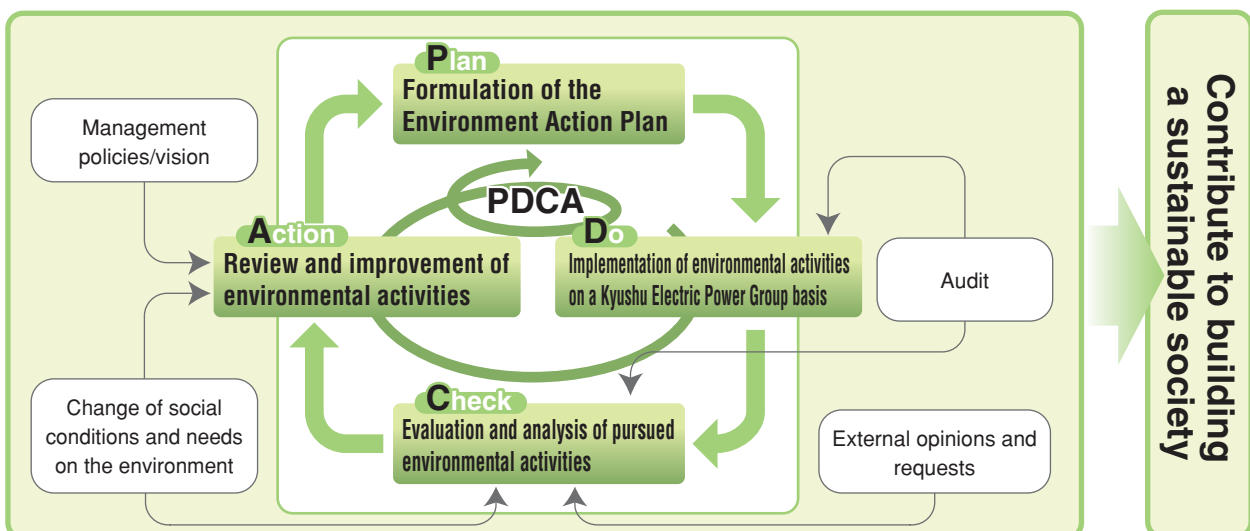 Plan
Formulation of the
Environment Action Plan
Management
policies/vision
PDCA
Action
Review and improvement of
environmental activities
Do
Implementation of environmental activities
on a Kyushu Electric Power Group basis
Audit
Change of social
conditions and needs
on the environment
Check
Evaluation and analysis of pursued
environmental activities
External opinions and
requests
Contribute to building
a sustainable society